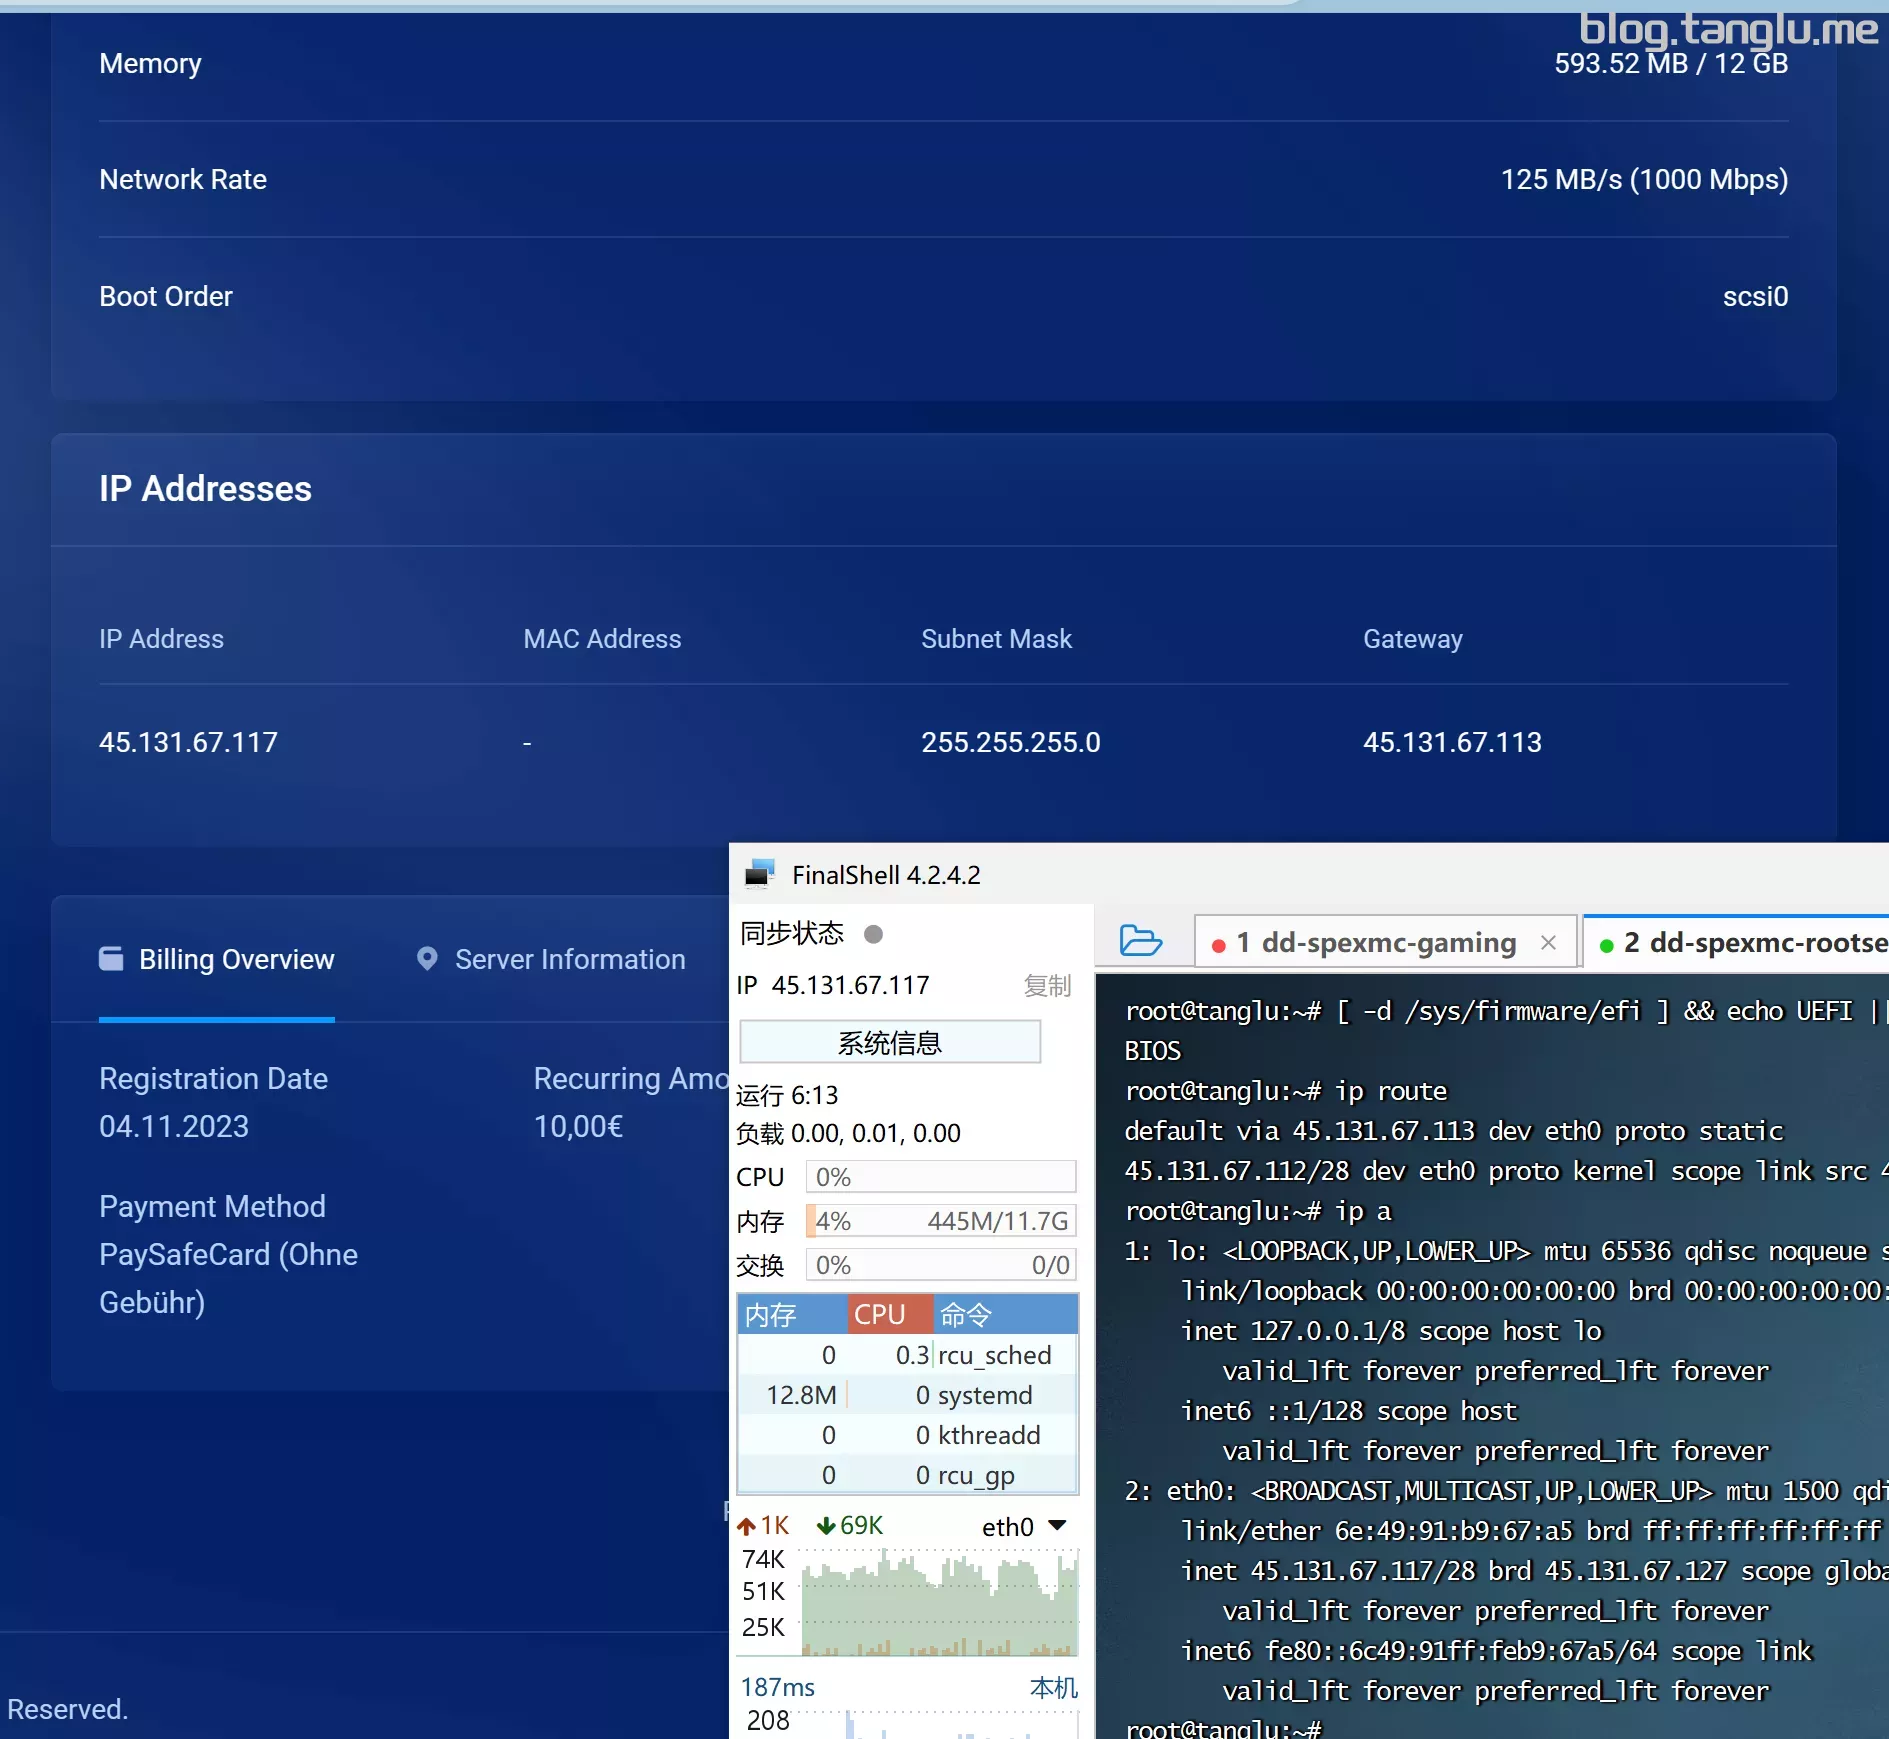 blog.tanglu.me
Memory
593.52 MB / 12 GB
Network Rate
125 MB/s (1000 Mbps)
Boot Order
scsi0
IP Addresses
IP Address
MAC Address
Subnet Mask
Gateway
45.131.67.117
-
255.255.255.0
45.131.67.113
Billing Overview
Server Information
Registration Date
04.11.2023
Recurring Amo
10,00€
Payment Method
PaySafeCard (Ohne
Gebühr)
Reserved.
FinalShell 4.2.4.2
同步状态
IP 45.131.67.117 复制
系统信息
运行 6:13
负载 0.00, 0.01, 0.00
CPU 0%
内存 4% 445M/11.7G
交换 0% 0/0
内存 CPU 命令
0 0.3 rcu_sched
12.8M 0 systemd
0 0 kthreadd
0 0 rcu_gp
1K 69K eth0
74K
51K
25K
187ms 本机
208
1 dd-spexmc-gaming
2 dd-spexmc-rootse
root@tanglu:~# [ -d /sys/firmware/efi ] && echo UEFI ||
BIOS
root@tanglu:~# ip route
default via 45.131.67.113 dev eth0 proto static
45.131.67.112/28 dev eth0 proto kernel scope link src 4
root@tanglu:~# ip a
1: lo: <LOOPBACK,UP,LOWER_UP> mtu 65536 qdisc noqueue s
link/loopback 00:00:00:00:00:00 brd 00:00:00:00:00:
inet 127.0.0.1/8 scope host lo
valid_lft forever preferred_lft forever
inet6 ::1/128 scope host
valid_lft forever preferred_lft forever
2: eth0: <BROADCAST,MULTICAST,UP,LOWER_UP> mtu 1500 qdi
link/ether 6e:49:91:b9:67:a5 brd ff:ff:ff:ff:ff:ff
inet 45.131.67.117/28 brd 45.131.67.127 scope globa
valid_lft forever preferred_lft forever
inet6 fe80::6c49:91ff:feb9:67a5/64 scope link
valid_lft forever preferred_lft forever
root@tanglu:~#